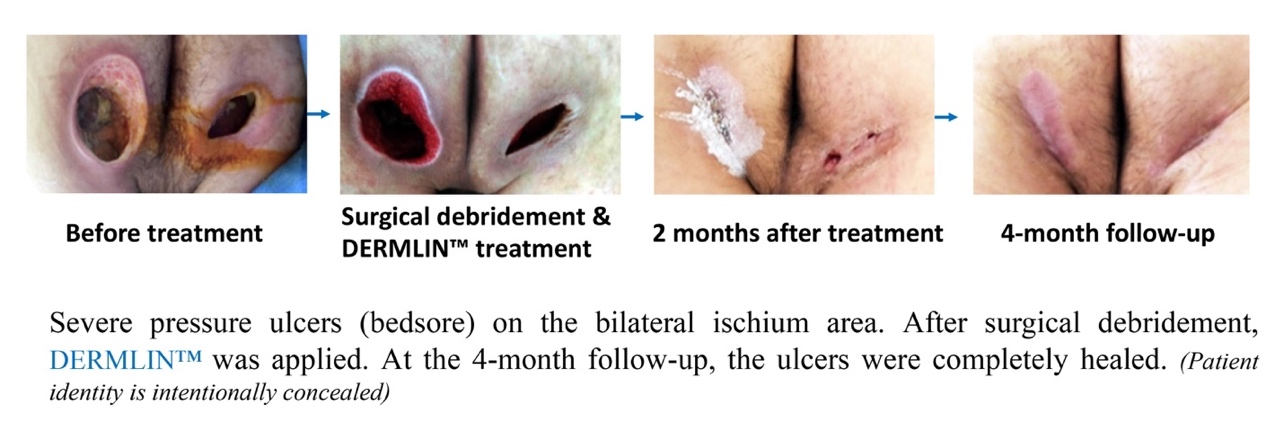 Before treatment
Surgical debridement &
DERMLIN™ treatment
2 months after treatment
4-month follow-up
Severe pressure ulcers (bedsore) on the bilateral ischium area. After surgical debridement,
DERMLIN™ was applied. At the 4-month follow-up, the ulcers were completely healed. (Patient
identity is intentionally concealed)